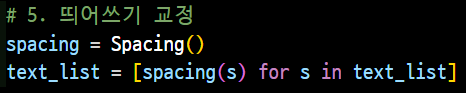 # 5. 띄어쓰기 교정
spacing = Spacing()
text_list = [spacing(s) for s in text_list]